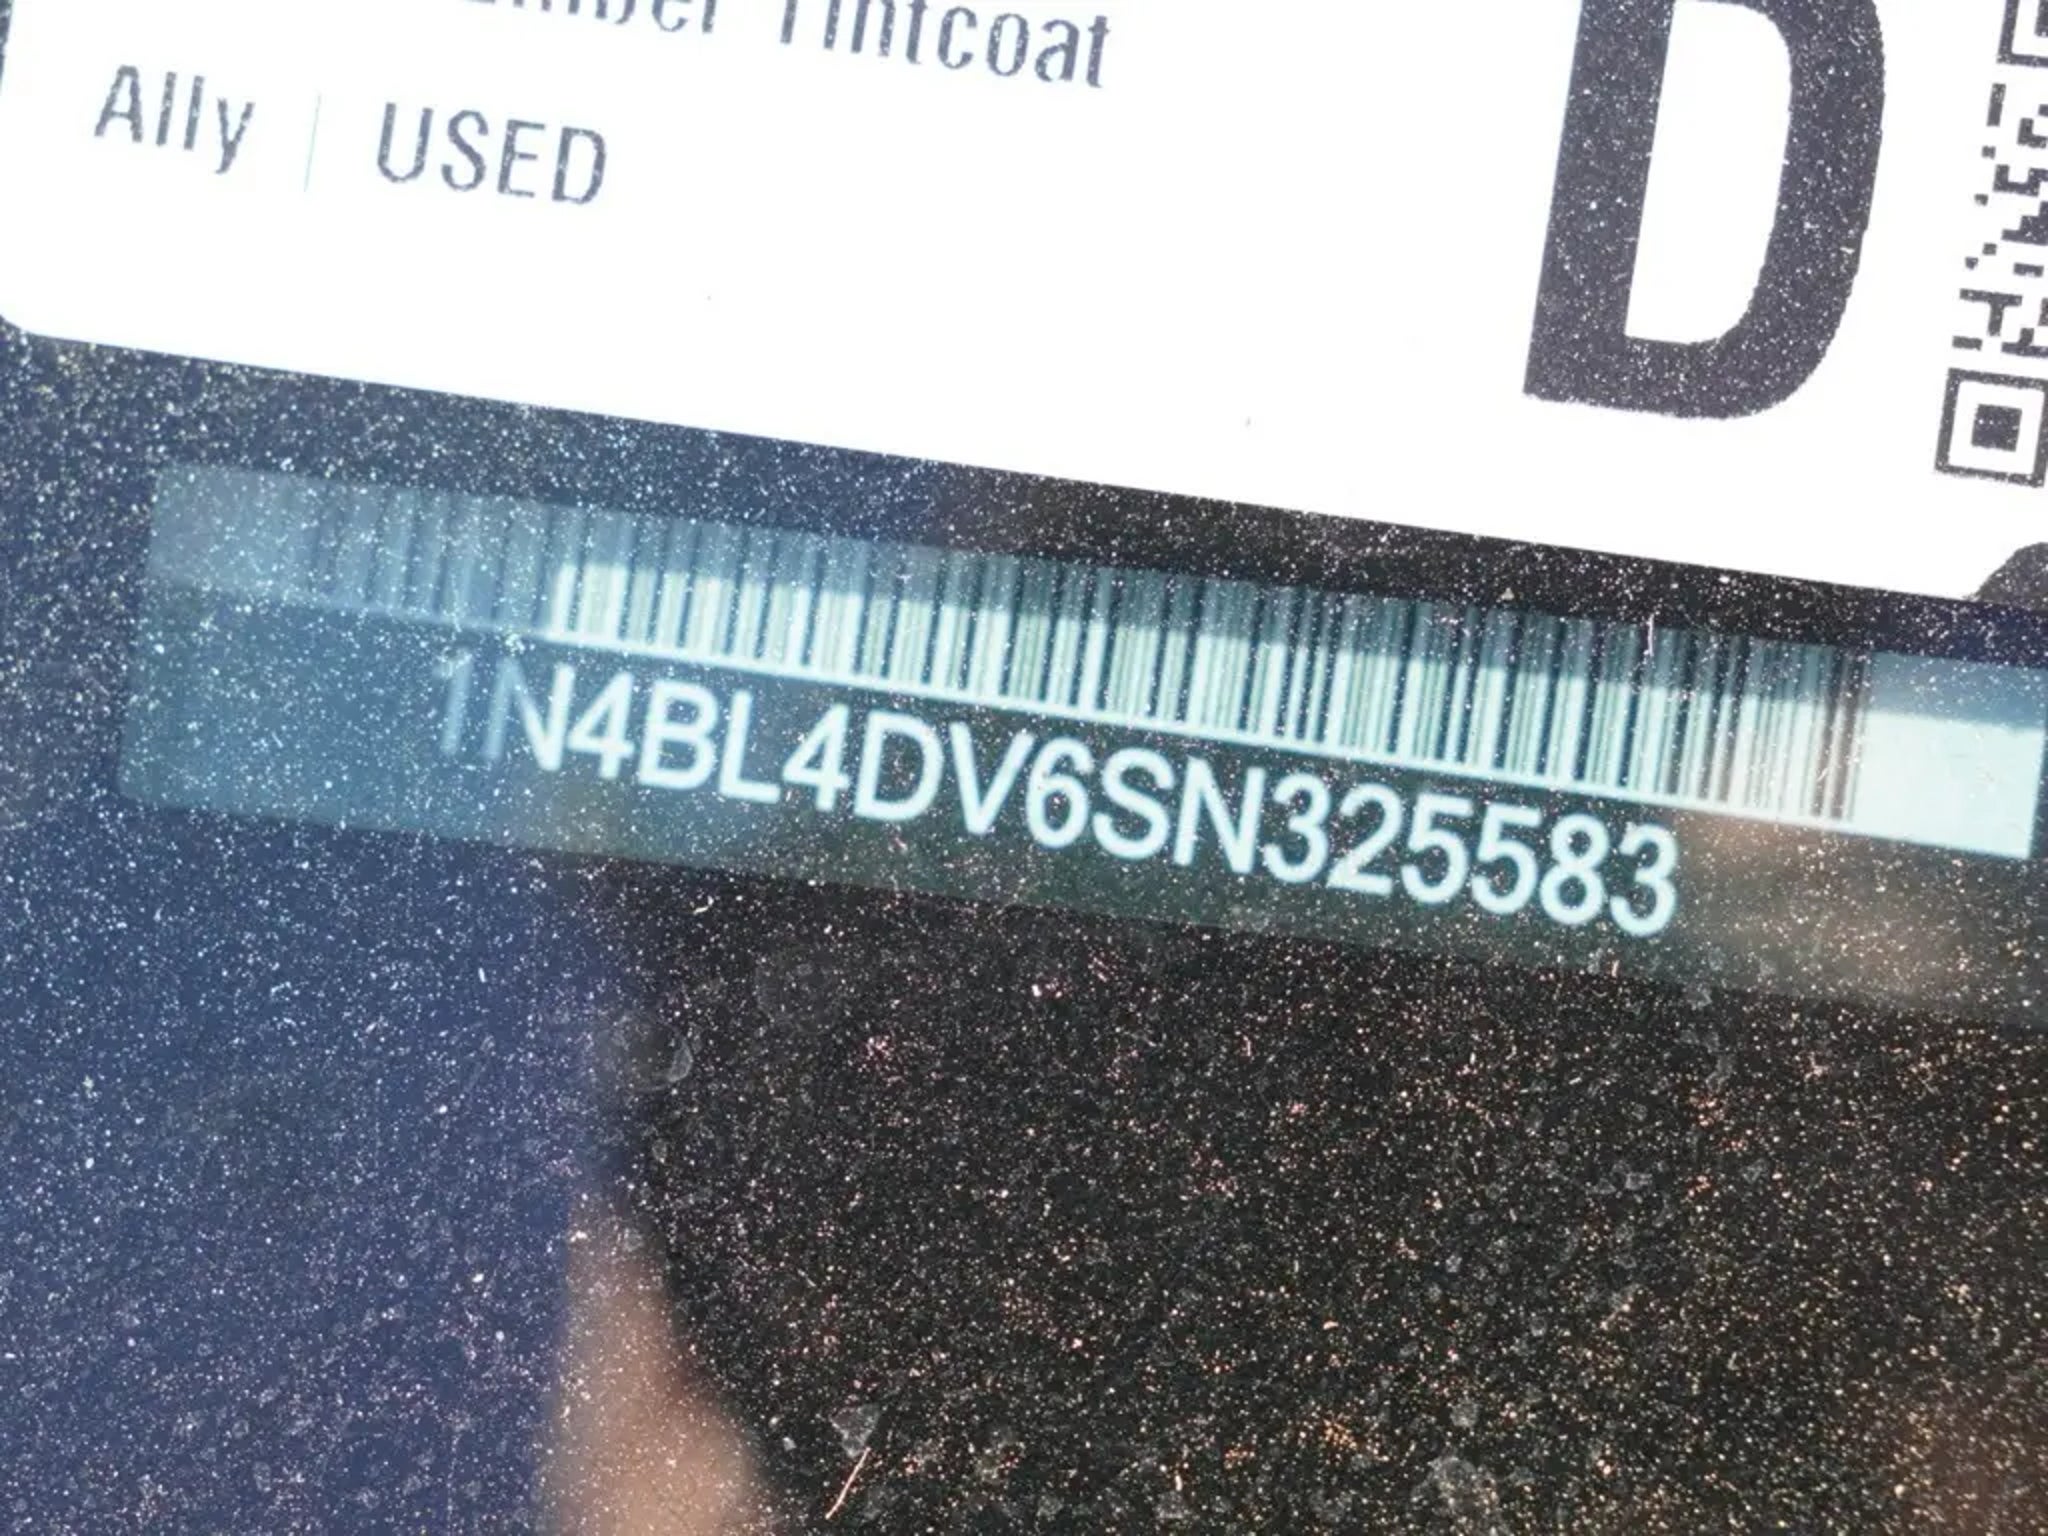 Tintcoat
Ally | USED
D
1N4BL4DV6SN325583